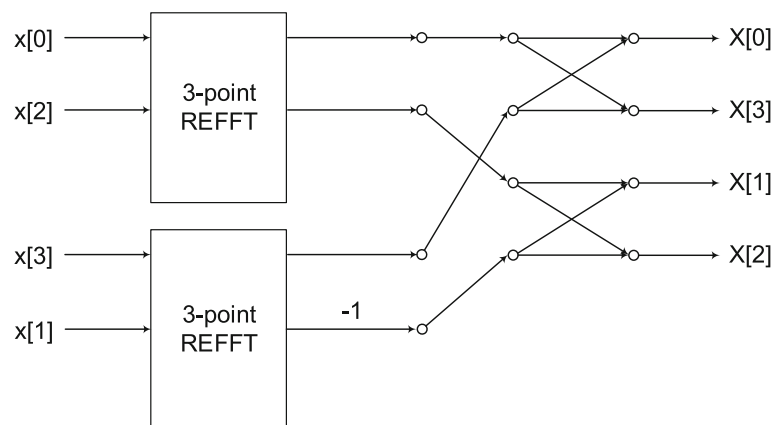 x[0]
x[2]
3-point
REFFT
x[3]
x[1]
3-point
REFFT
-1
X[0]
X[3]
X[1]
X[2]